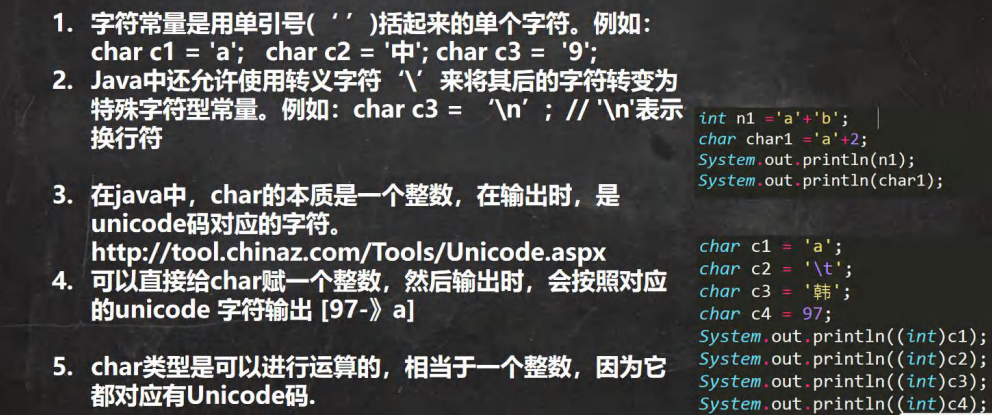 1. 字符常量是用单引号(‘ ’)括起来的单个字符。例如：
char c1 = 'a'; char c2 = '中'; char c3 = '9';
2. Java中还允许使用转义字符‘\’来将其后的字符转变为
特殊字符型常量。例如：char c3 = ‘\n’; // '\n'表示
换行符
3. 在java中，char的本质是一个整数，在输出时，是
unicode码对应的字符。
http://tool.chinaz.com/Tools/Unicode.aspx
4. 可以直接给char赋一个整数，然后输出时，会按照对应
的unicode 字符输出 [97-》a]
5. char类型是可以进行运算的，相当于一个整数，因为它
都对应有Unicode码.
int n1 ='a'+'b';
char char1 ='a'+2;
System.out.println(n1);
System.out.println(char1);
char c1 = 'a';
char c2 = '\t';
char c3 = '韩';
char c4 = 97;
System.out.println((int)c1);
System.out.println((int)c2);
System.out.println((int)c3);
System.out.println((int)c4);